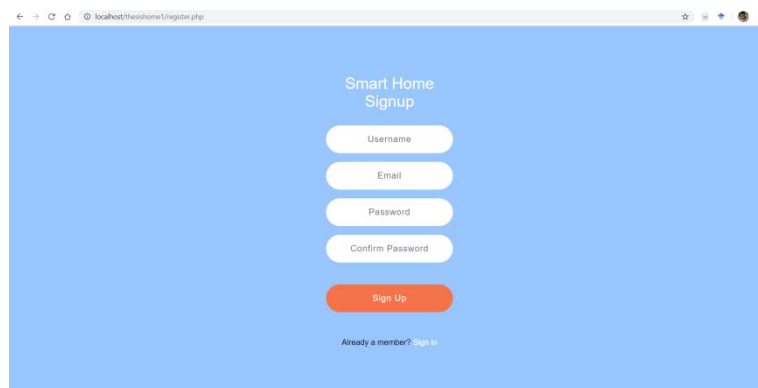 localhost/thesishome1/register.php
Smart Home
Signup
Username
Email
Password
Confirm Password
Sign Up
Already a member? Sign in